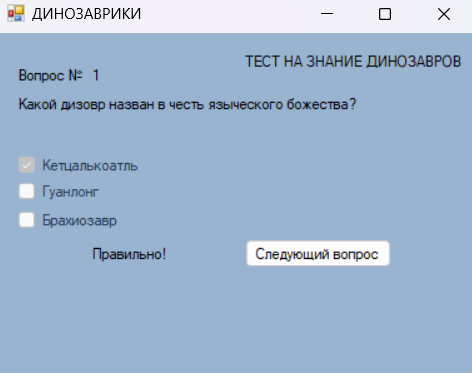 ДИНОЗАВРИКИ
ТЕСТ НА ЗНАНИЕ ДИНОЗАВРОВ
Вопрос № 1
Какой дизовр назван в честь языческого божества?
Кетцалькоатль
Гуанлонг
Брахиозавр
Правильно!
Следующий вопрос